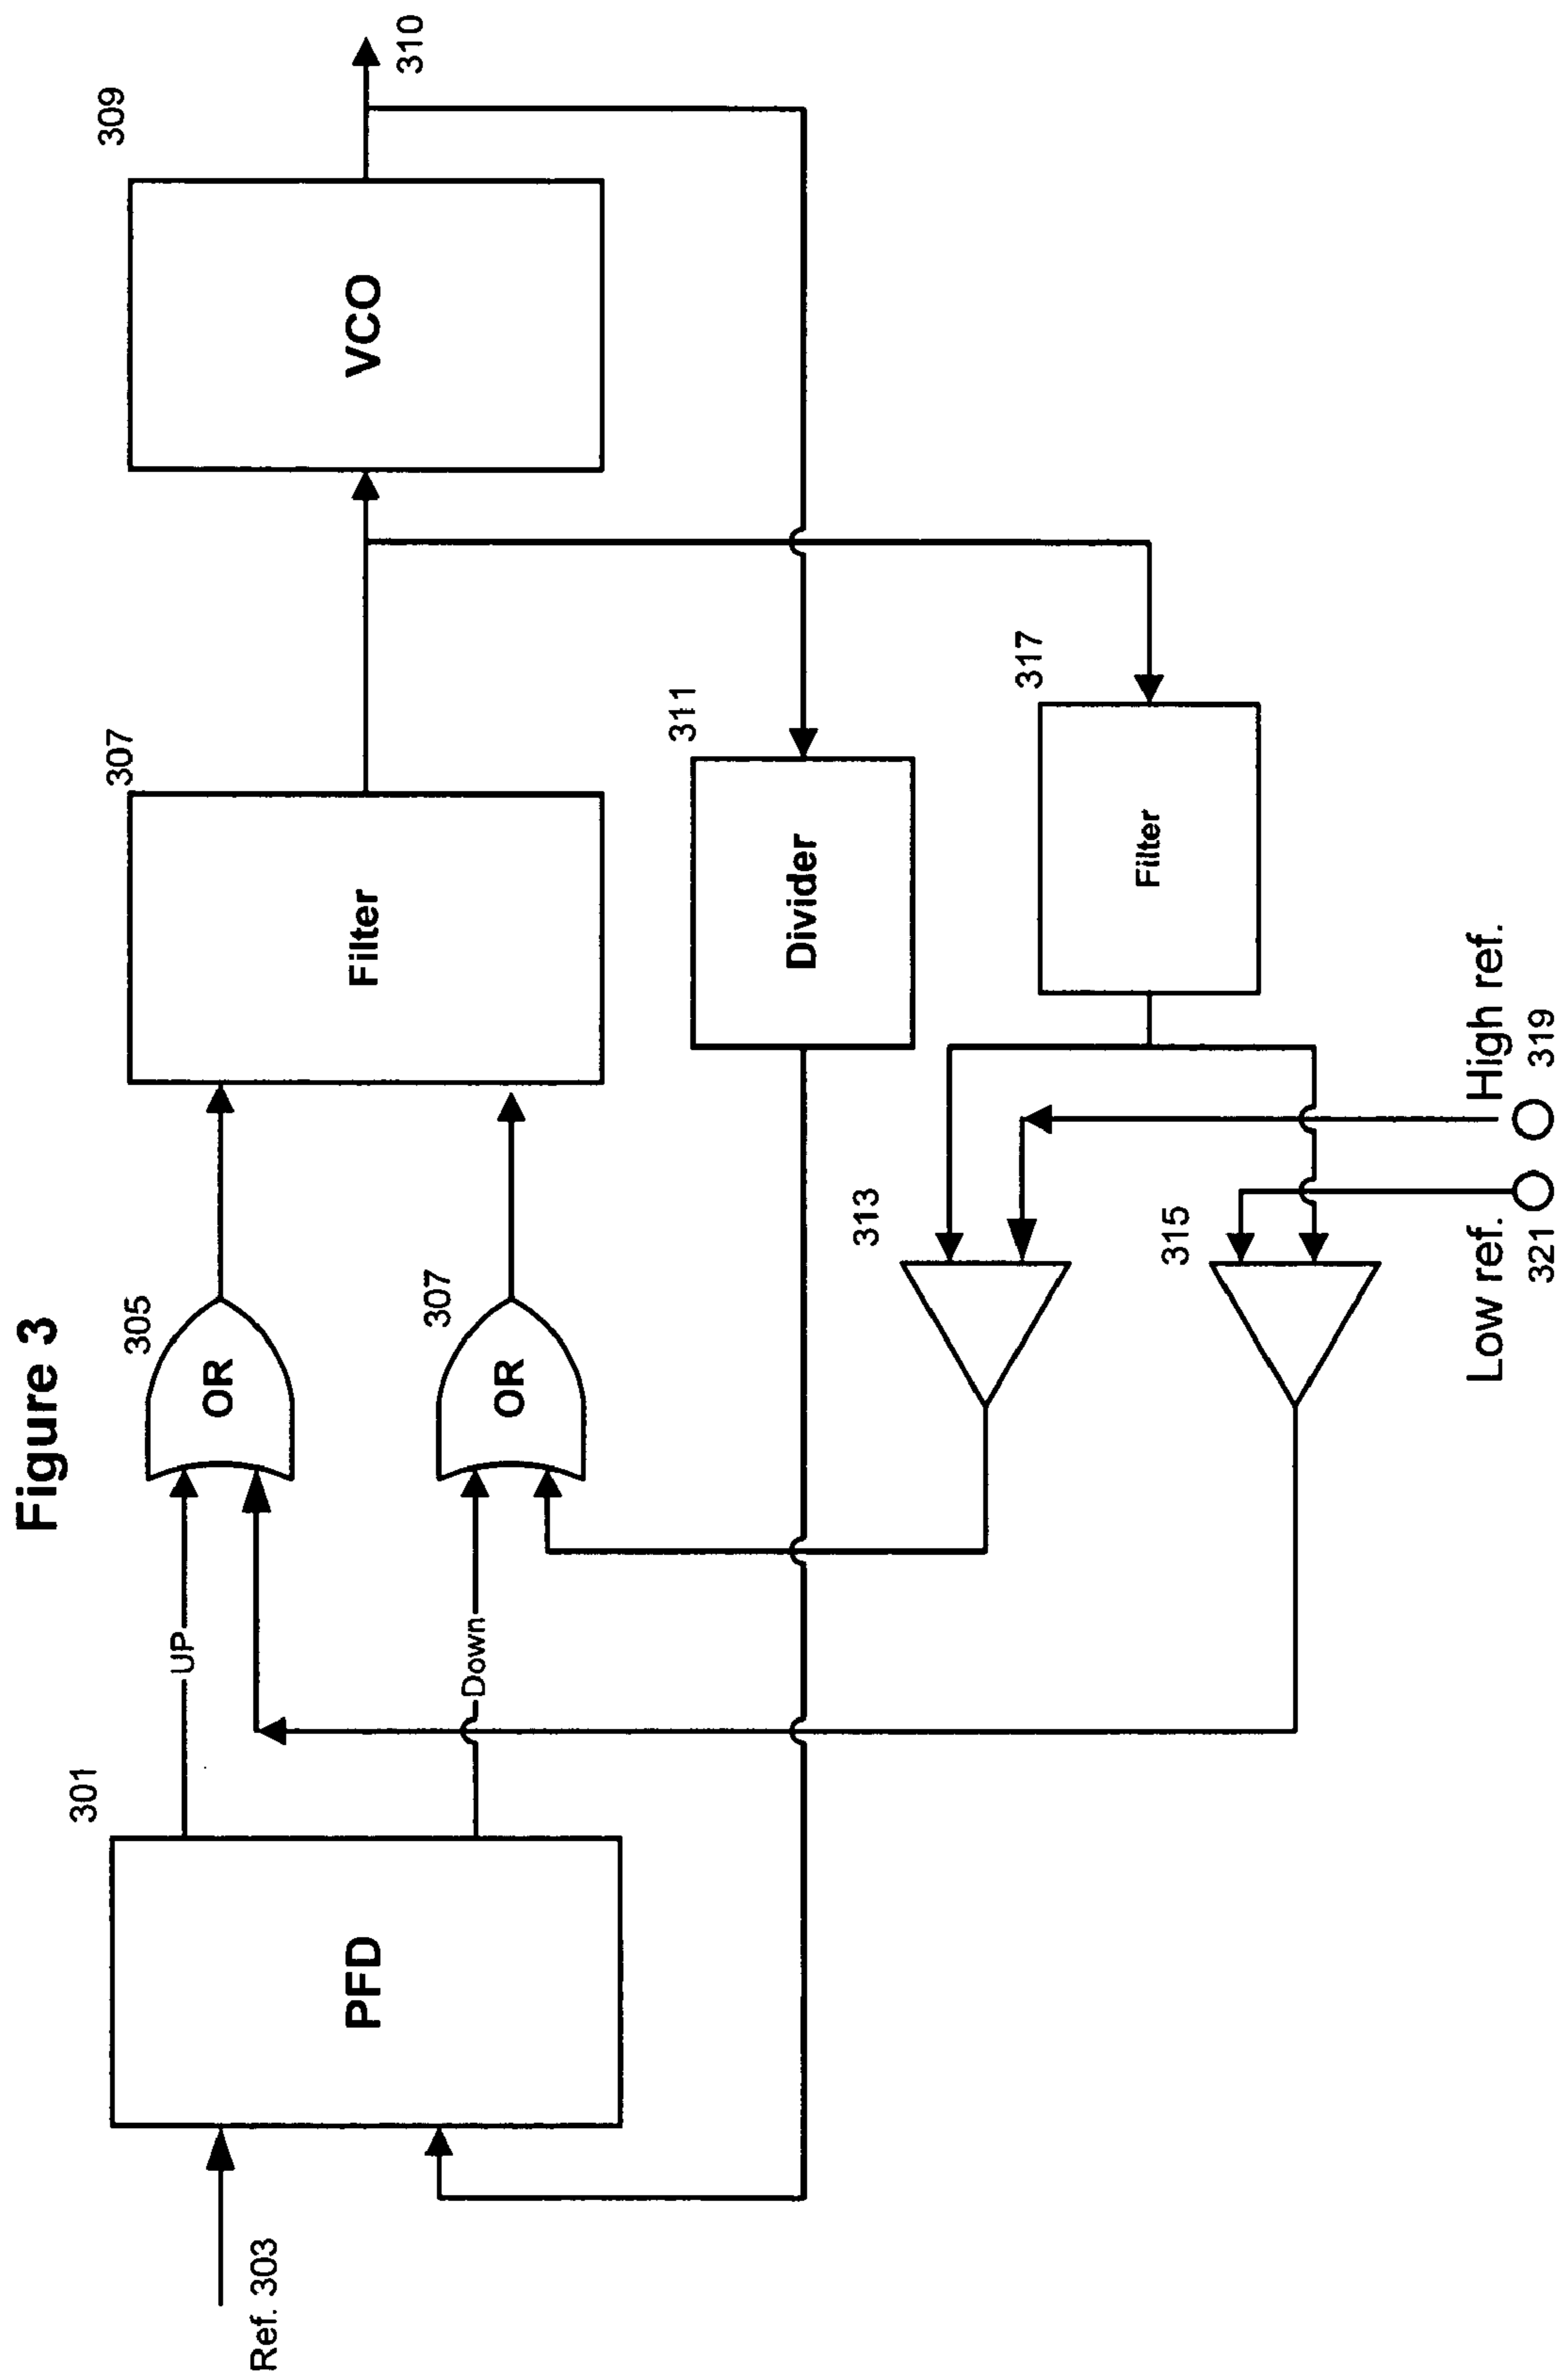 Figure 3
301
305
307
309
UP
OR
PFD
Filter
VCO
310
Ref. 303
307
Down
OR
311
Divider
313
317
Filter
315
Low ref.
High ref.
321
319